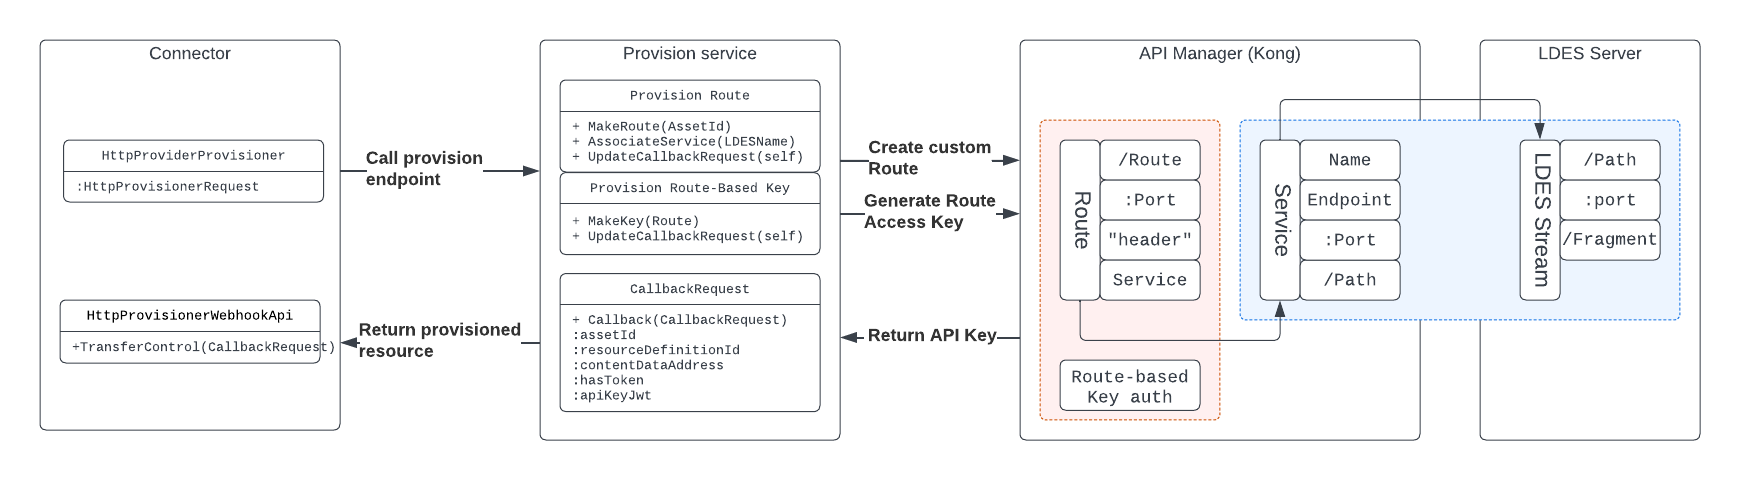 Connector
HttpProviderProvisioner
:HttpProvisionerRequest
HttpProvisionerWebhookApi
+TransferControl(CallbackRequest)
Call provision
endpoint
Return provisioned
resource
Provision service
Provision Route
+ MakeRoute(AssetId)
+ AssociateService(LDESName)
+ UpdateCallbackRequest(self)
Provision Route-Based Key
+ MakeKey(Route)
+ UpdateCallbackRequest(self)
CallbackRequest
+ Callback(CallbackRequest)
:assetId
:resourceDefinitionId
:contentDataAddress
:hasToken
:apiKeyJwt
Create custom
Route
Generate Route
Access Key
Return API Key
API Manager (Kong)
Route
/Route
:Port
"header"
Service
Route-based
Key auth
Service
Name
Endpoint
:Port
/Path
LDES Server
LDES Stream
/Path
:port
/Fragment